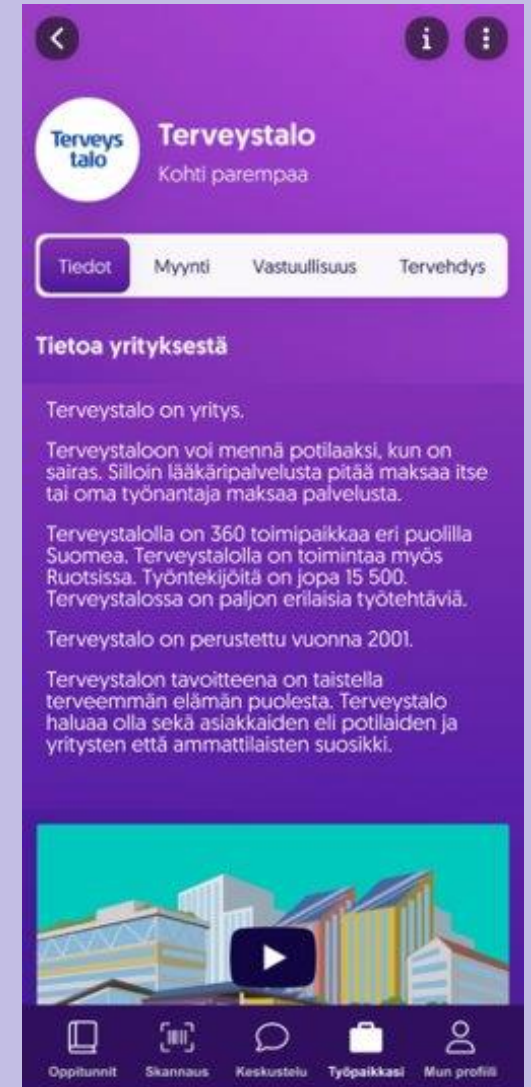 Terveys
talo
Terveystalo
Kohti parempaa
Tiedot Myynti Vastuullisuus Tervehdys
Tietoa yrityksestä
Terveystalo on yritys.
Terveystaloon voi mennä potilaaksi, kun on
sairas. Silloin lääkäripalvelusta pitää maksaa itse
tai oma työnantaja maksaa palvelusta.
Terveystalolla on 360 toimipaikkaa eri puolilla
Suomea. Terveystalolla on toimintaa myös
Ruotsissa. Työntekijöitä on jopa 15 500.
Terveystalossa on paljon erilaisia työtehtäviä.
Terveystalo on perustettu vuonna 2001.
Terveystalon tavoitteena on taistella
terveemmän elämän puolesta. Terveystalo
haluaa olla sekä asiakkaiden eli potilaiden ja
yritysten että ammattilaisten suosikki.
Oppitunnit Skannaus Keskustelu Työpaikkasi Mun profiili